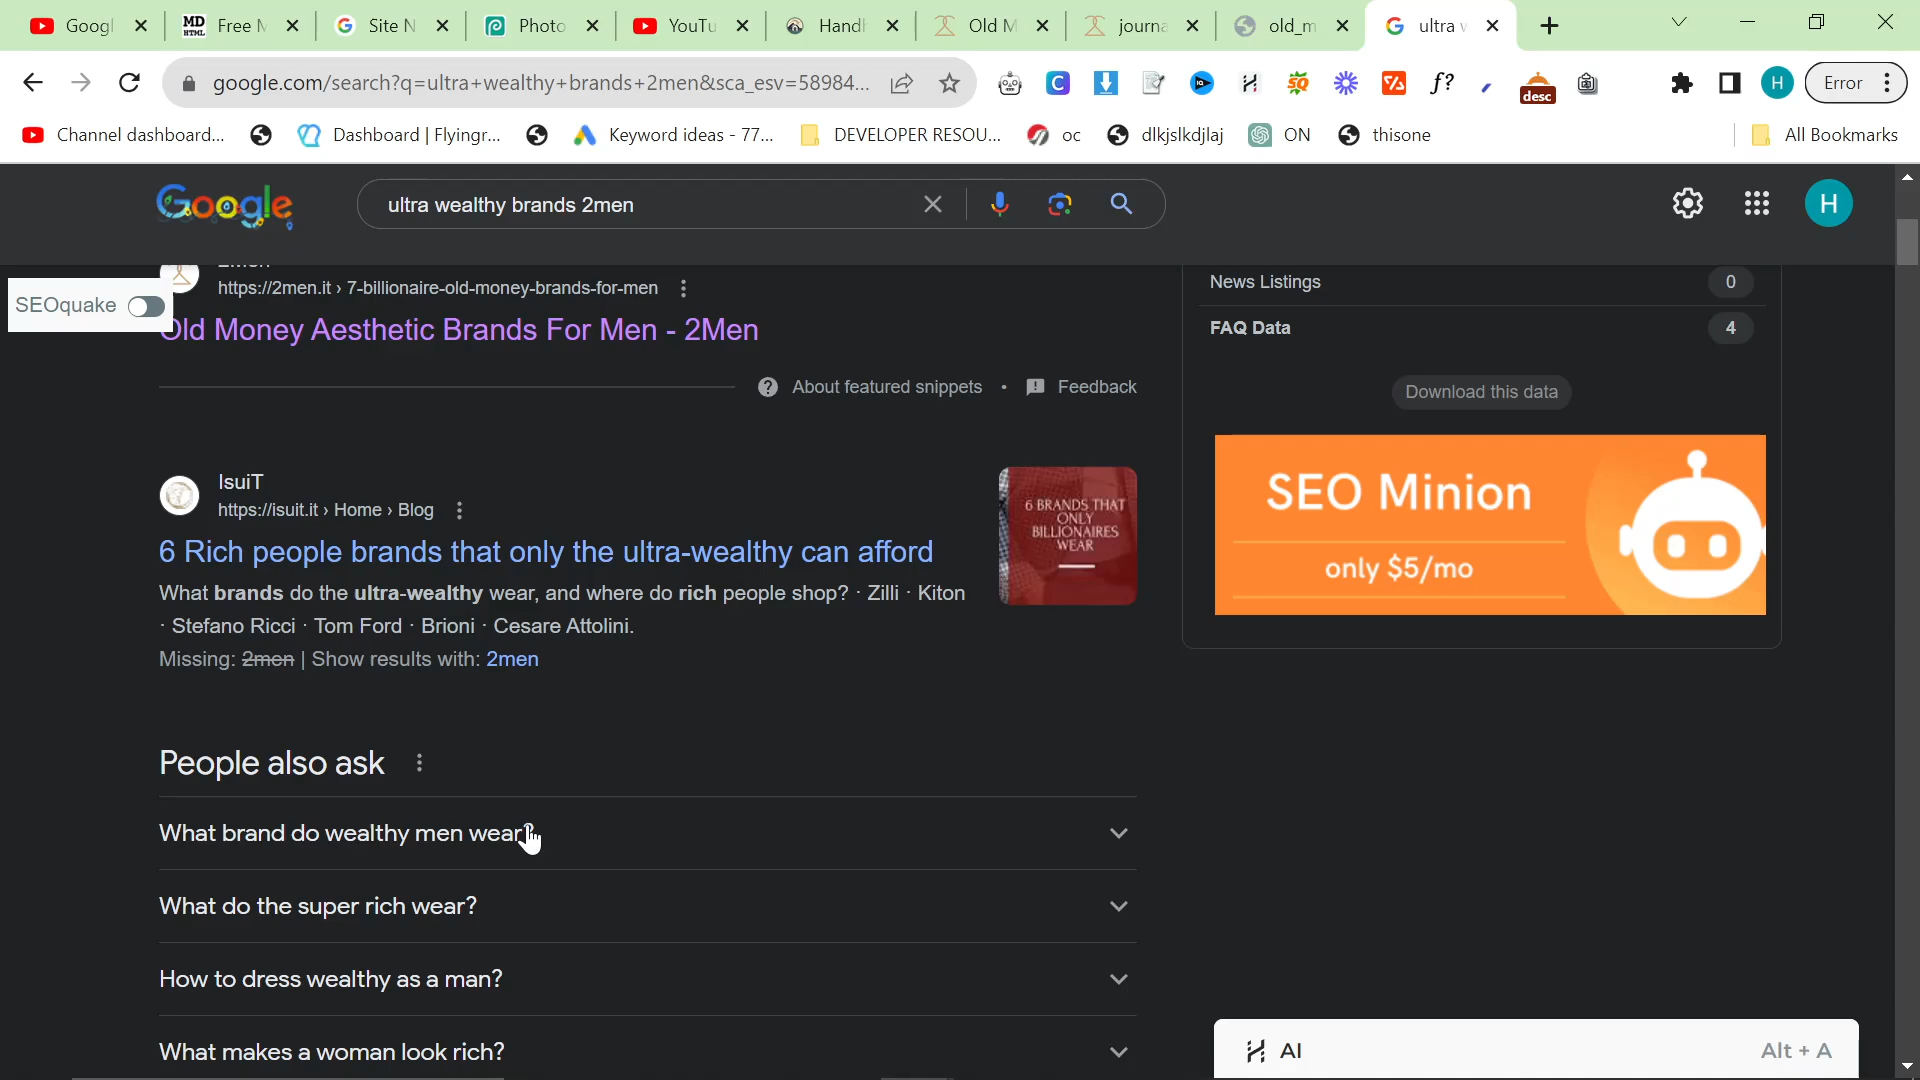 Googl
Free M
Site N
Photo
YouTu
Handh
Old M
journa
old_m
ultra w
google.com/search?q=ultra+wealthy+brands+2men&sca_esv=58984...
desc
H
Error
Channel dashboard...
Dashboard | Flyingr...
Keyword ideas - 77...
DEVELOPER RESOU...
oc
dlkjslkdjlaj
ON
thisone
All Bookmarks
Google
ultra wealthy brands 2men
H
SEOquake
https://2men.it › 7-billionaire-old-money-brands-for-men
Old Money Aesthetic Brands For Men - 2Men
About featured snippets • Feedback
News Listings 0
FAQ Data 4
Download this data
SEO Minion
only $5/mo
IsuiT
https://isuit.it › Home › Blog
6 Rich people brands that only the ultra-wealthy can afford
What brands do the ultra-wealthy wear, and where do rich people shop? · Zilli · Kiton
· Stefano Ricci · Tom Ford · Brioni · Cesare Attolini.
Missing: 2men | Show results with: 2men
6 BRANDS THAT
ONLY
BILLIONAIRES
WEAR
People also ask
What brand do wealthy men wear?
What do the super rich wear?
How to dress wealthy as a man?
What makes a woman look rich?
AI
Alt + A